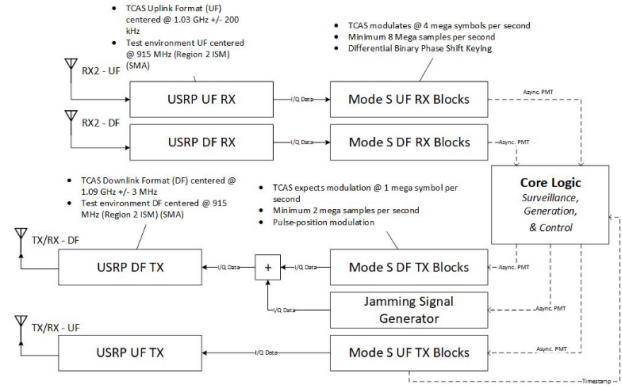 • TCAS Uplink Format (UF)
centered @ 1.03 GHz +/- 200
kHz
• Test environment UF centered
@ 915 MHz (Region 2 ISM)
(SMA)
• TCAS modulates @ 4 mega symbols per
second
• Minimum 8 Mega samples per second
• Differential Binary Phase Shift Keying
RX2 - UF
USRP UF RX
I/Q Data
Mode S UF RX Blocks
Async. PMT
RX2 - DF
USRP DF RX
I/Q Data
Mode S DF RX Blocks
Async. PMT
• TCAS Downlink Format (DF) centered @
1.09 GHz +/- 3 MHz
• Test environment DF centered @ 915
MHz (Region 2 ISM) (SMA)
• TCAS expects modulation @ 1 mega symbol per
second
• Minimum 2 mega samples per second
• Pulse-position modulation
Core Logic
Surveillance,
Generation,
& Control
TX/RX - DF
USRP DF TX
I/Q Data
+
I/Q Data
Mode S DF TX Blocks
Async. PMT
I/Q Data
Jamming Signal
Generator
Async. PMT
TX/RX - UF
USRP UF TX
I/Q Data
Mode S UF TX Blocks
Async. PMT
Timestamp